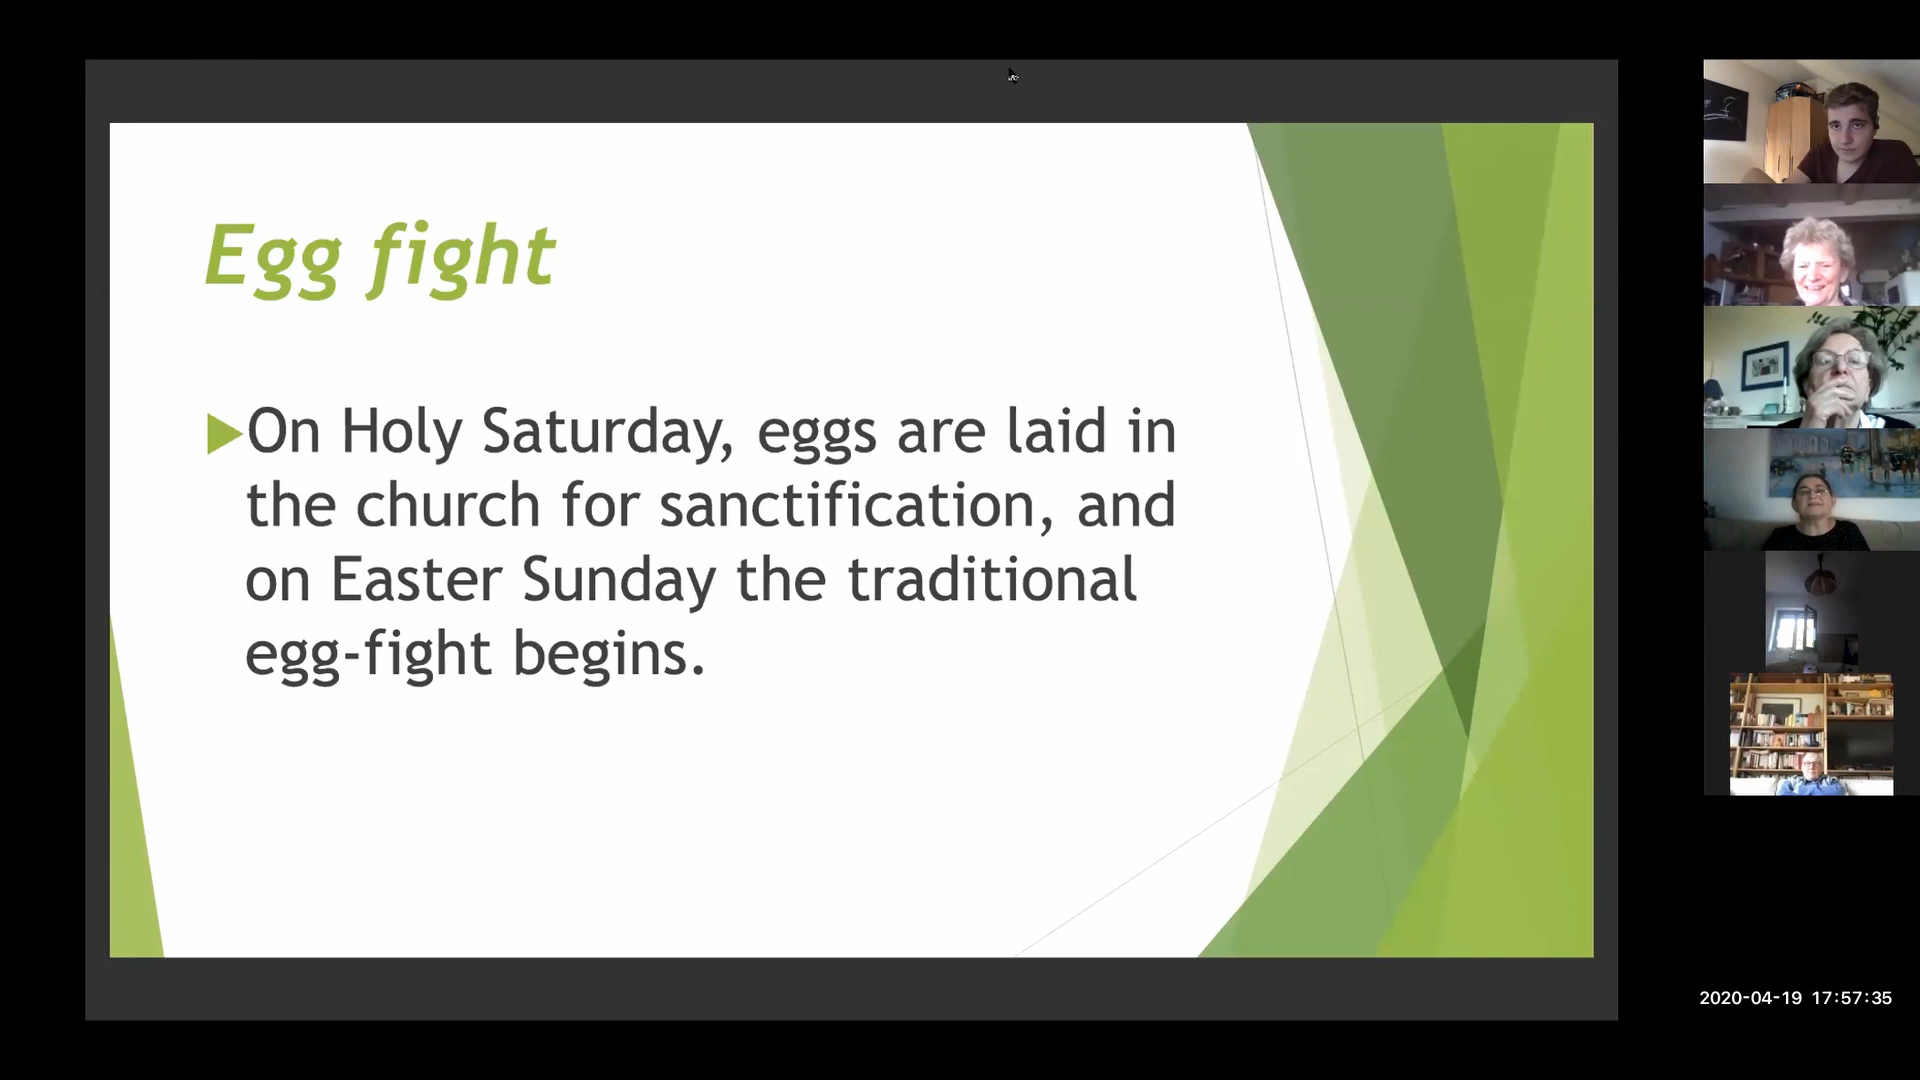 Egg fight
On Holy Saturday, eggs are laid in
the church for sanctification, and
on Easter Sunday the traditional
egg-fight begins.
2020-04-19 17:57:35